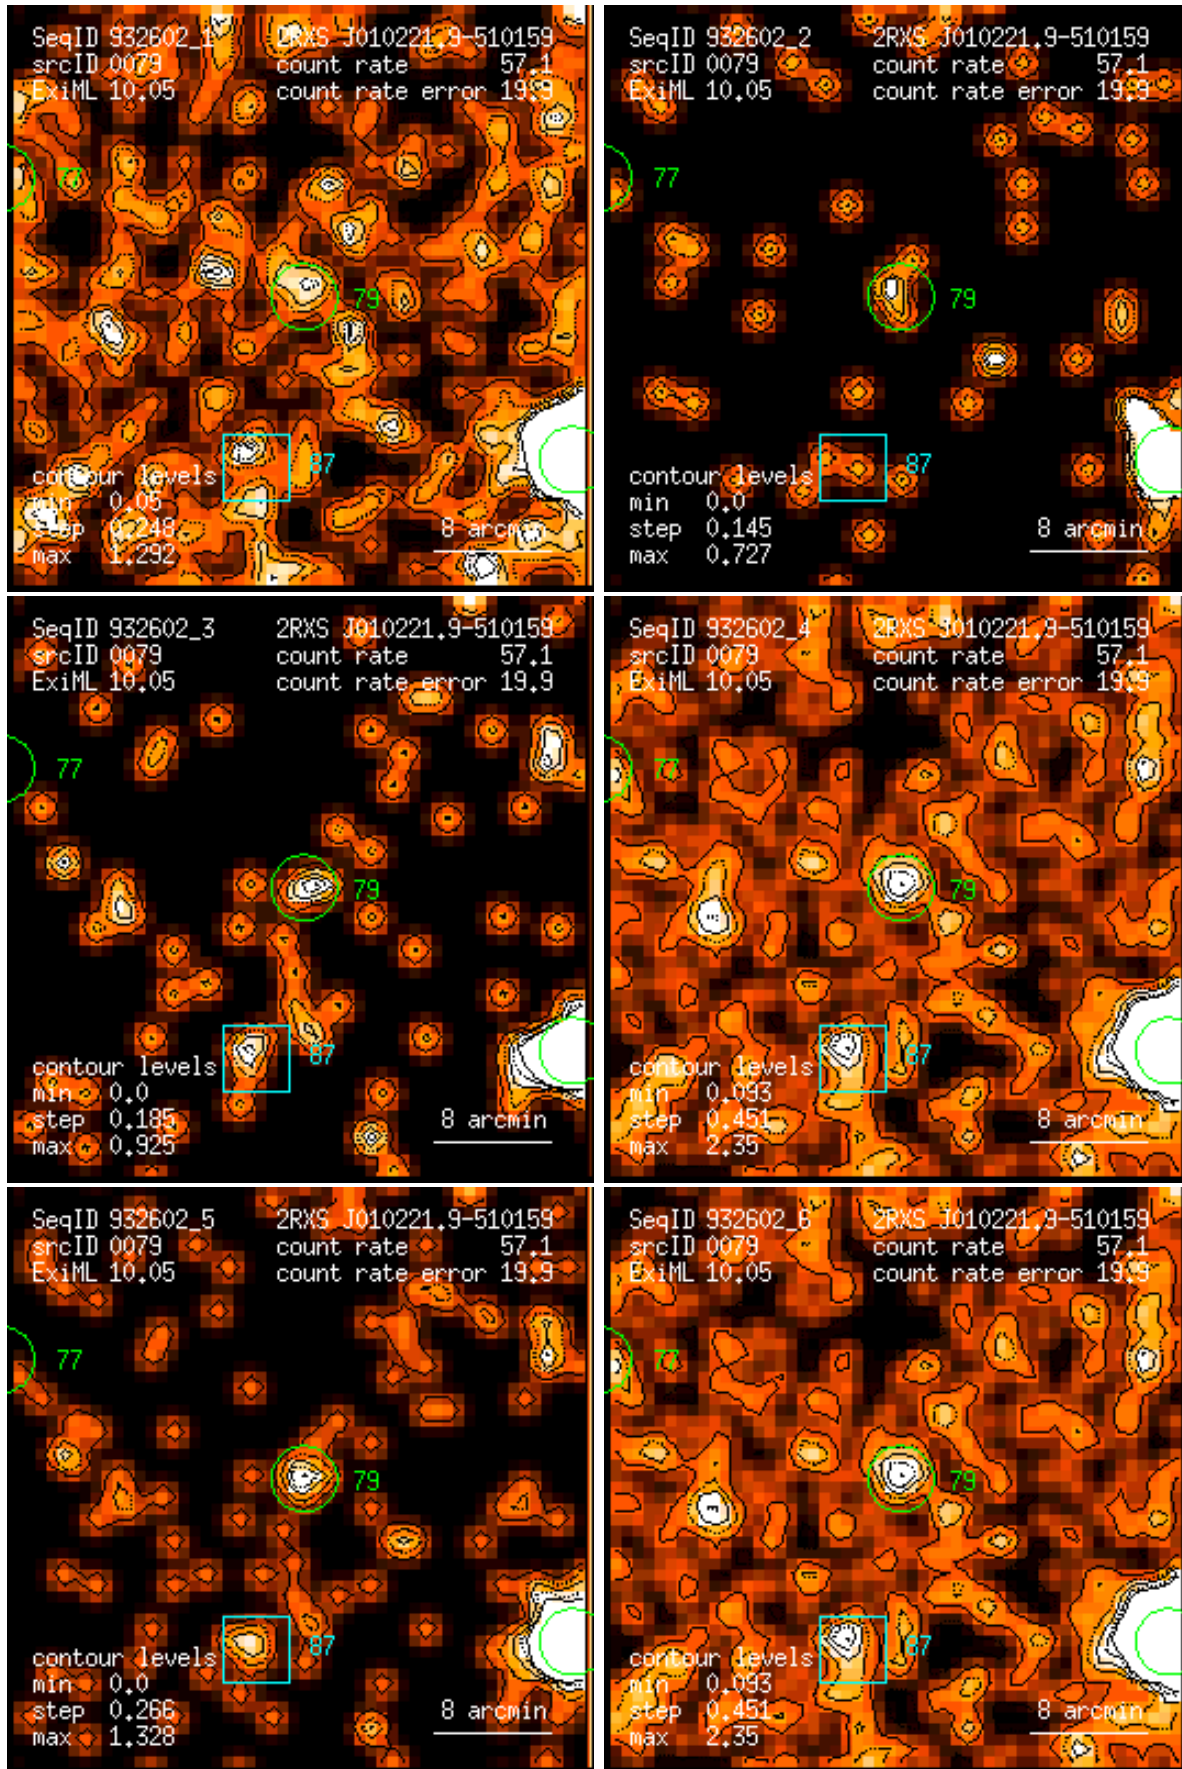 SeqID 932602_1 2RXS J010221.9-510159
srcID 0079 count rate 57.1
ExiML 10.05 count rate error 19.9
77
79
87
contour levels
min 0.05
step 0.248
max 1.292
8 arcmin
SeqID 932602_2 2RXS J010221.9-510159
srcID 0079 count rate 57.1
ExiML 10.05 count rate error 19.9
77
79
87
contour levels
min 0.0
step 0.145
max 0.727
8 arcmin
SeqID 932602_3 2RXS J010221.9-510159
srcID 0079 count rate 57.1
ExiML 10.05 count rate error 19.9
77
79
87
contour levels
min 0.0
step 0.185
max 0.925
8 arcmin
SeqID 932602_4 2RXS J010221.9-510159
srcID 0079 count rate 57.1
ExiML 10.05 count rate error 19.9
77
79
87
contour levels
min 0.093
step 0.451
max 2.35
8 arcmin
SeqID 932602_5 2RXS J010221.9-510159
srcID 0079 count rate 57.1
ExiML 10.05 count rate error 19.9
77
79
87
contour levels
min 0.0
step 0.266
max 1.328
8 arcmin
SeqID 932602_6 2RXS J010221.9-510159
srcID 0079 count rate 57.1
ExiML 10.05 count rate error 19.9
77
79
87
contour levels
min 0.093
step 0.451
max 2.35
8 arcmin